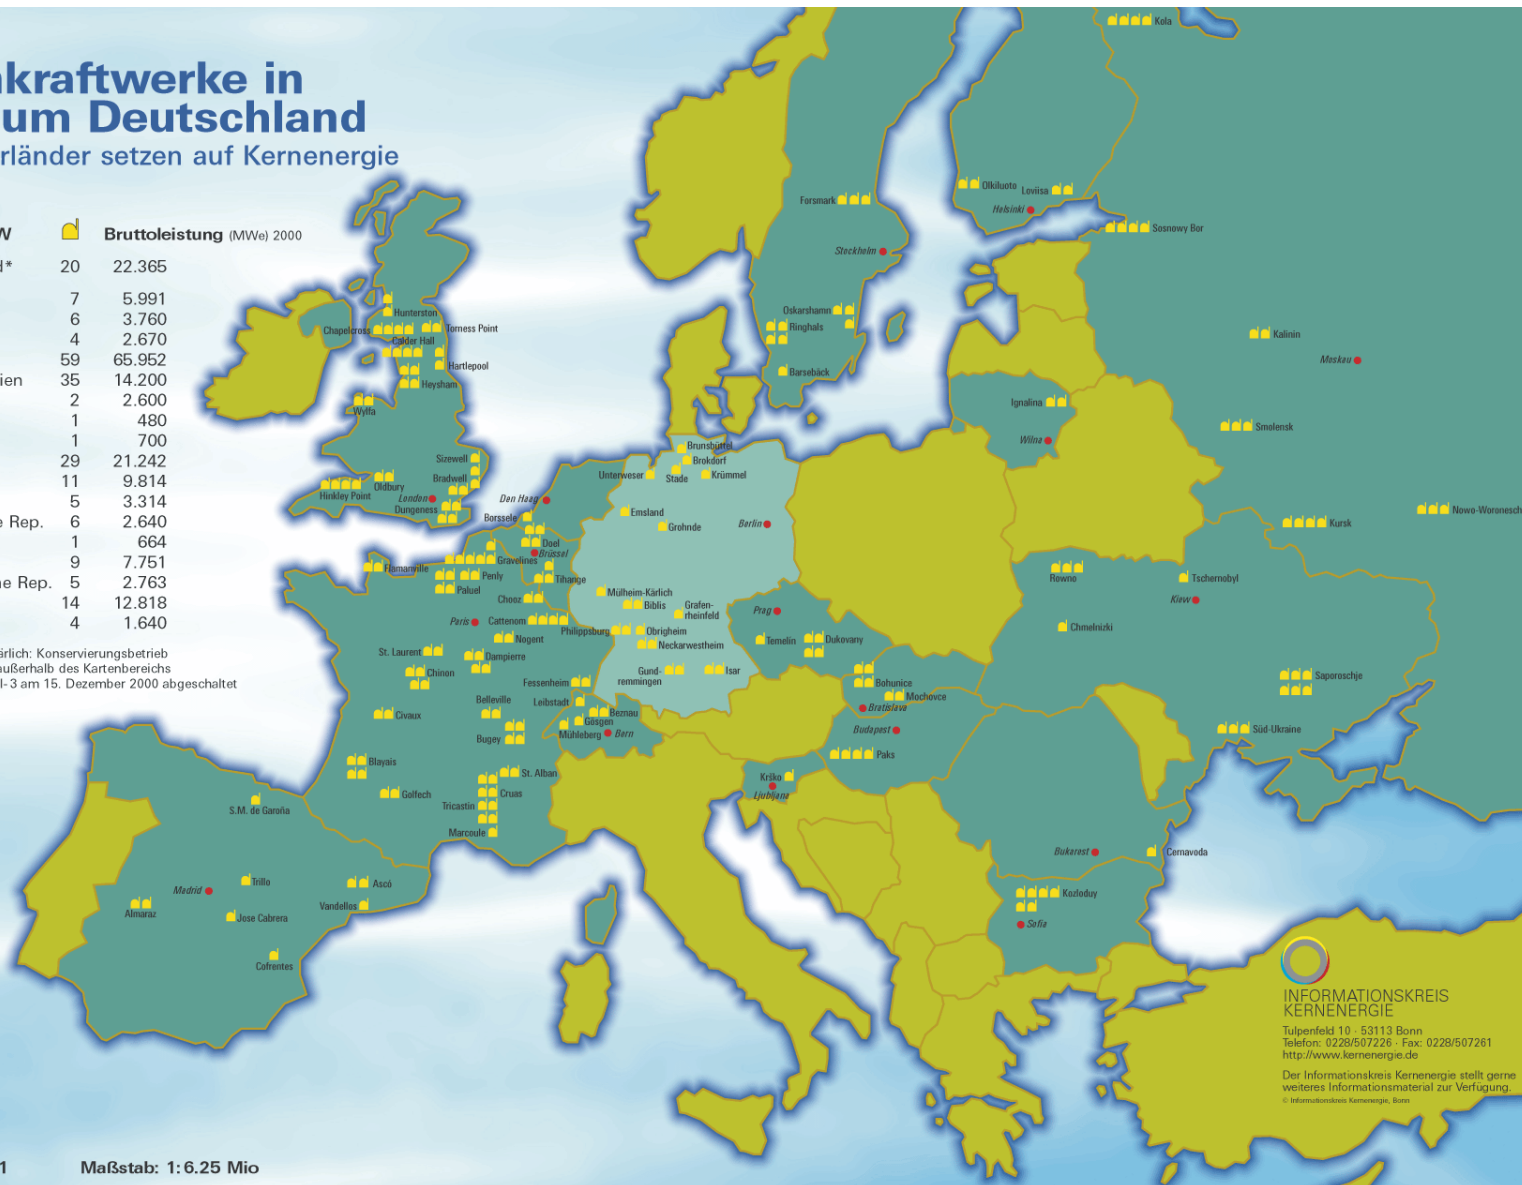 kraftwerke in
um Deutschland
rländer setzen auf Kernenergie
Bruttoleistung (MWe) 2000
d* 20 22.365
7 5.991
6 3.760
4 2.670
59 65.952
ien 35 14.200
2 2.600
1 480
1 700
29 21.242
11 9.814
5 3.314
e Rep. 6 2.640
1 664
9 7.751
he Rep. 5 2.763
14 12.818
4 1.640
ärlich: Konservierungsbetrieb
außerhalb des Kartenbereichs
l-3 am 15. Dezember 2000 abgeschaltet
Kola
Olkiluoto
Loviisa
Helsinki
Forsmark
Sosnowy Bor
Stockholm
Oskarshamn
Ringhals
Barsebäck
Kalinin
Moskau
Ignalina
Smolensk
Wilna
Hunterston
Chapelcross
Torness Point
Calder Hall
Hartlepool
Heysham
Wylfa
Sizewell
Bradwell
Oldbury
Hinkley Point
London
Dungeness
Den Haag
Borssele
Doel
Brüssel
Tihange
Brunsbüttel
Brokdorf
Unterweser
Stade
Krümmel
Emsland
Grohnde
Berlin
Nowo-Woronesch
Kursk
Flamanville
Gravelines
Penly
Paluel
Chooz
Mülheim-Kärlich
Biblis
Grafen-
rheinfeld
Rowno
Tschernobyl
Kiew
Chmelnizki
Paris
Cattenom
Philippsburg
Obrigheim
Neckarwestheim
Prag
Temelin
Dukovany
Nogent
St. Laurent
Dampierre
Chinon
Fessenheim
Gund-
remmingen
Isar
Bohunice
Mochovce
Bratislava
Saporoschje
Belleville
Leibstadt
Beznau
Gösgen
Mühleberg
Bern
Civaux
Bugey
Budapest
Paks
Süd-Ukraine
Blayais
St. Alban
Golfech
Cruas
Tricastin
Marcoule
Krško
Ljubljana
S.M. de Garoña
Trillo
Ascó
Madrid
Vandellos
Almaraz
Jose Cabrera
Cofrentes
Bukarest
Cernavoda
Kozloduy
Sofia
INFORMATIONSKREIS
KERNENERGIE
Tulpenfeld 10 · 53113 Bonn
Telefon: 0228/507226 · Fax: 0228/507261
http://www.kernenergie.de
Der Informationskreis Kernenergie stellt gerne
weiteres Informationsmaterial zur Verfügung.
© Informationskreis Kernenergie, Bonn
1 Maßstab: 1:6.25 Mio